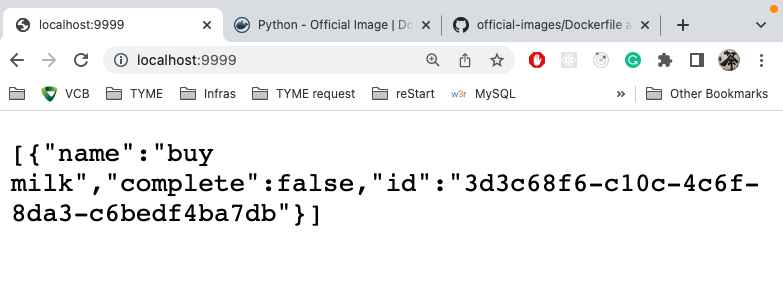 localhost:9999
Python - Official Image | Do
official-images/Dockerfile a
localhost:9999
VCB
TYME
Infras
TYME request
reStart
w3r
MySQL
»
Other Bookmarks
[{"name":"buy
milk","complete":false,"id":"3d3c68f6-c10c-4c6f-
8da3-c6bedf4ba7db"}]